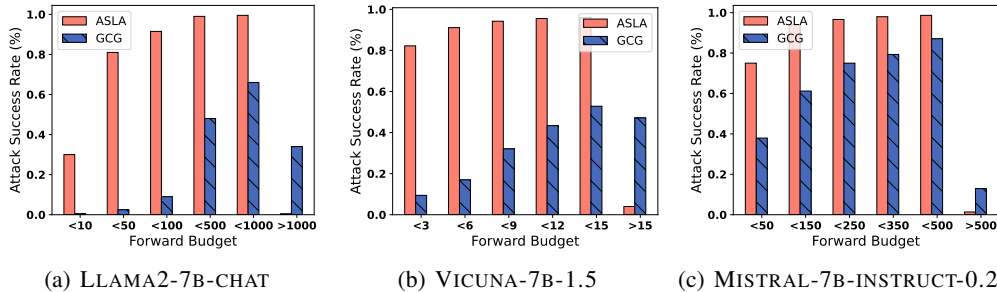 Attack Success Rate (%)
1.0
0.8
0.6
0.4
0.2
0.0
ASLA
GCG
<10 <50 <100 <500 <1000 >1000
Forward Budget
(a) LLAMA2-7B-CHAT
Attack Success Rate (%)
1.0
0.8
0.6
0.4
0.2
0.0
ASLA
GCG
<3 <6 <9 <12 <15 >15
Forward Budget
(b) VICUNA-7B-1.5
Attack Success Rate (%)
1.0
0.8
0.6
0.4
0.2
0.0
ASLA
GCG
<50 <150 <250 <350 <500 >500
Forward Budget
(c) MISTRAL-7B-INSTRUCT-0.2